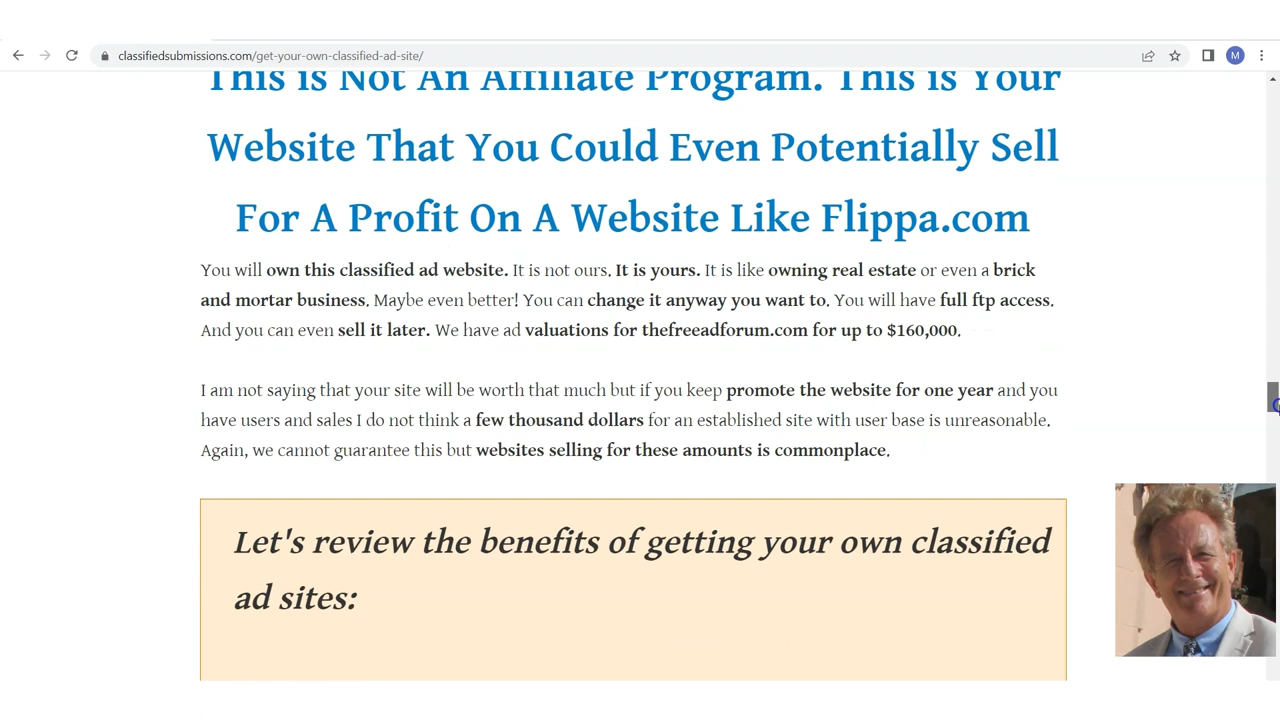 classifiedsubmissions.com/get-your-own-classified-ad-site/
M
This is Not An Affiliate Program. This is Your
Website That You Could Even Potentially Sell
For A Profit On A Website Like Flippa.com
You will own this classified ad website. It is not ours. It is yours. It is like owning real estate or even a brick
and mortar business. Maybe even better! You can change it anyway you want to. You will have full ftp access.
And you can even sell it later. We have ad valuations for thefreeadforum.com for up to $160,000.
I am not saying that your site will be worth that much but if you keep promote the website for one year and you
have users and sales I do not think a few thousand dollars for an established site with user base is unreasonable.
Again, we cannot guarantee this but websites selling for these amounts is commonplace.
Let's review the benefits of getting your own classified
ad sites: